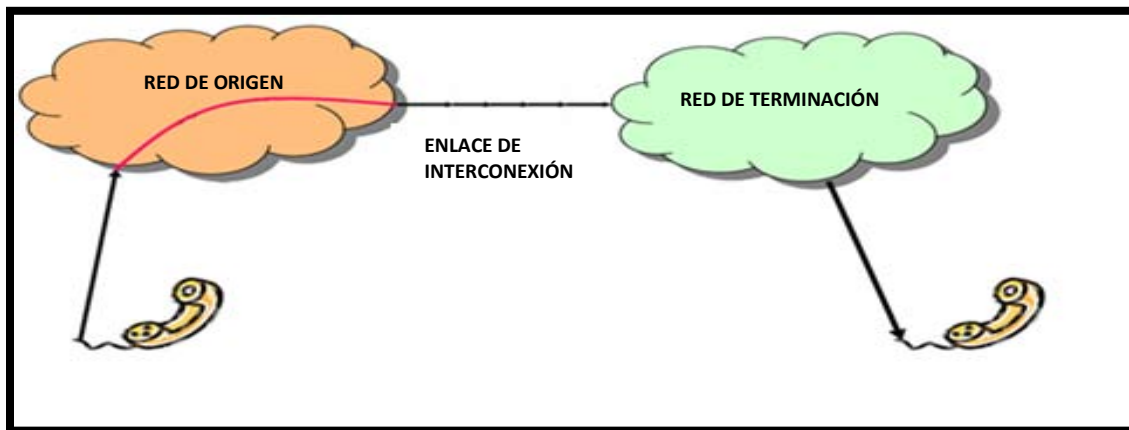 RED DE ORIGEN
RED DE TERMINACIÓN
ENLACE DE
INTERCONEXIÓN